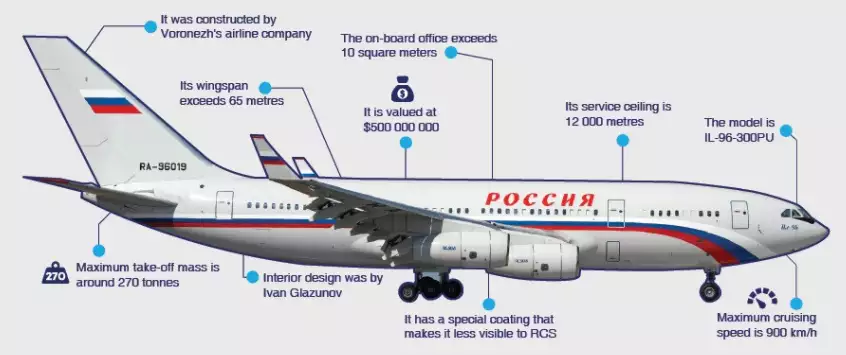 It was constructed by
Voronezh's airline company
The on-board office exceeds
10 square meters
Its wingspan
exceeds 65 metres
$
It is valued at
$500 000 000
Its service ceiling is
12 000 metres
The model is
IL-96-300PU
RA-96019
РОССИЯ
270
Maximum take-off mass is
around 270 tonnes
Interior design was by
Ivan Glazunov
It has a special coating that
makes it less visible to RCS
Maximum cruising
speed is 900 km/h